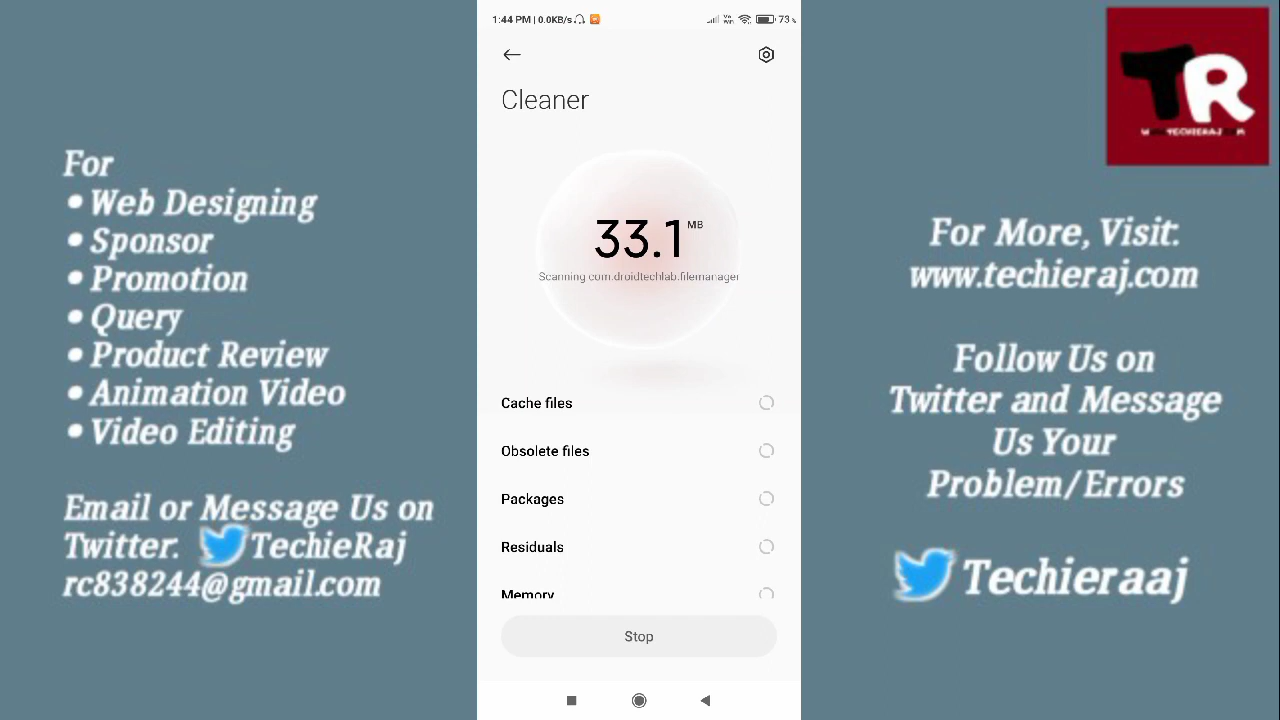 For
• Web Designing
• Sponsor
• Promotion
• Query
• Product Review
• Animation Video
• Video Editing
Email or Message Us on
Twitter. TechieRaj
rc838244@gmail.com
1:44 PM | 0.0KB/s
73%
Cleaner
33.1 MB
Scanning com.droidtechlab.filemanager
Cache files
Obsolete files
Packages
Residuals
Memory
Stop
TR
For More, Visit:
www.techieraj.com
Follow Us on
Twitter and Message
Us Your
Problem/Errors
Techieraaj